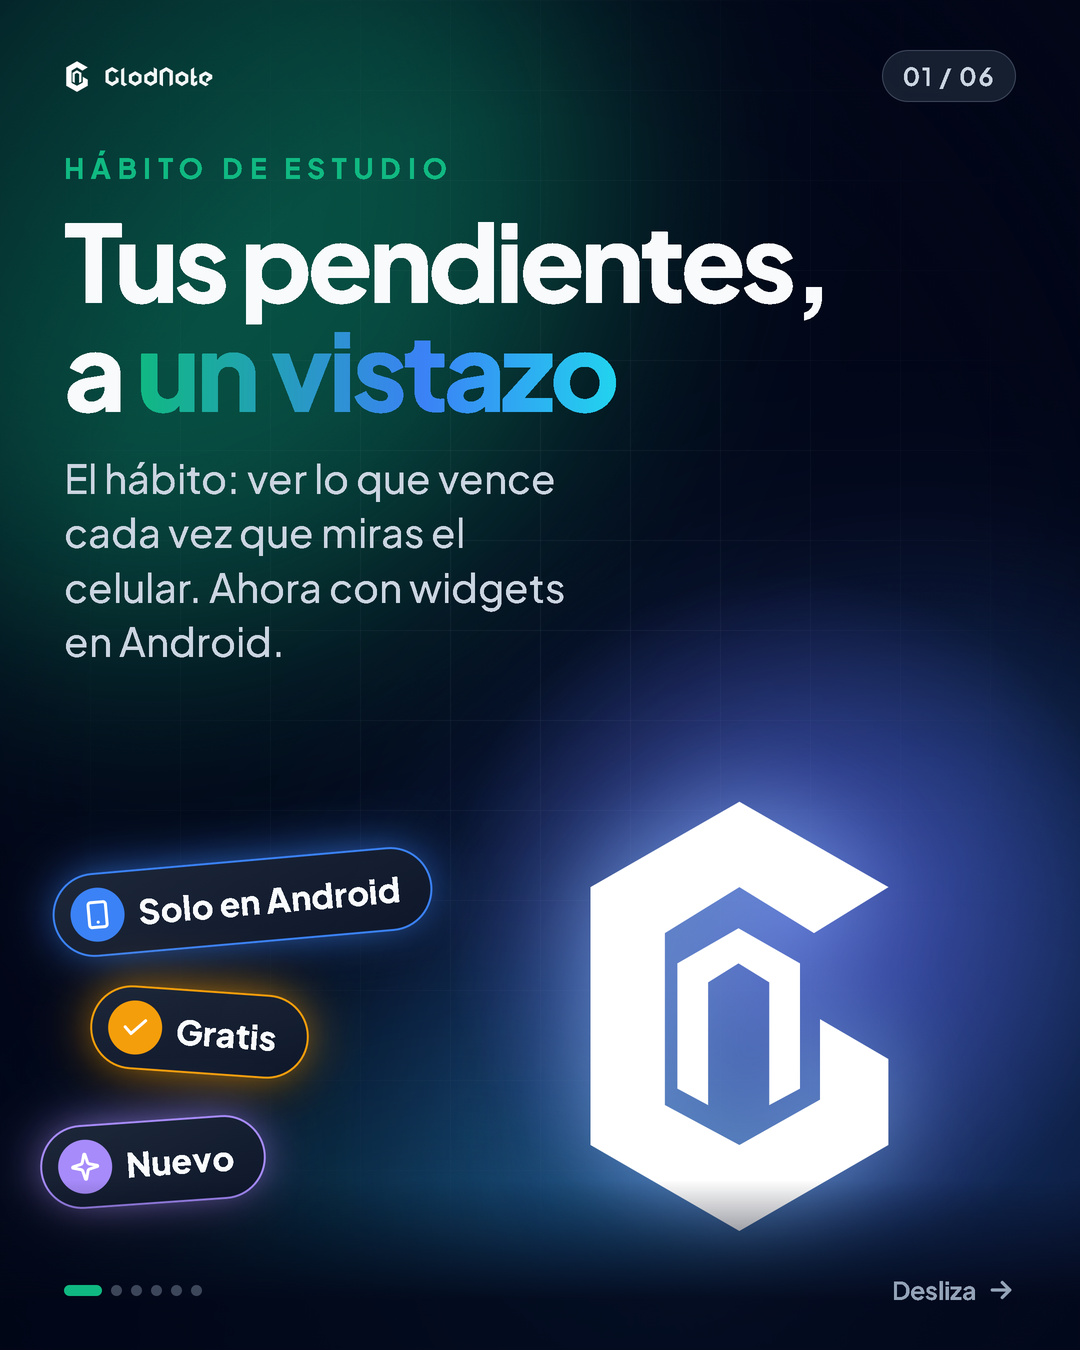 ClodNote
01 / 06
HÁBITO DE ESTUDIO
Tus pendientes,
a un vistazo
El hábito: ver lo que vence
cada vez que miras el
celular. Ahora con widgets
en Android.
Solo en Android
Gratis
Nuevo
Desliza →